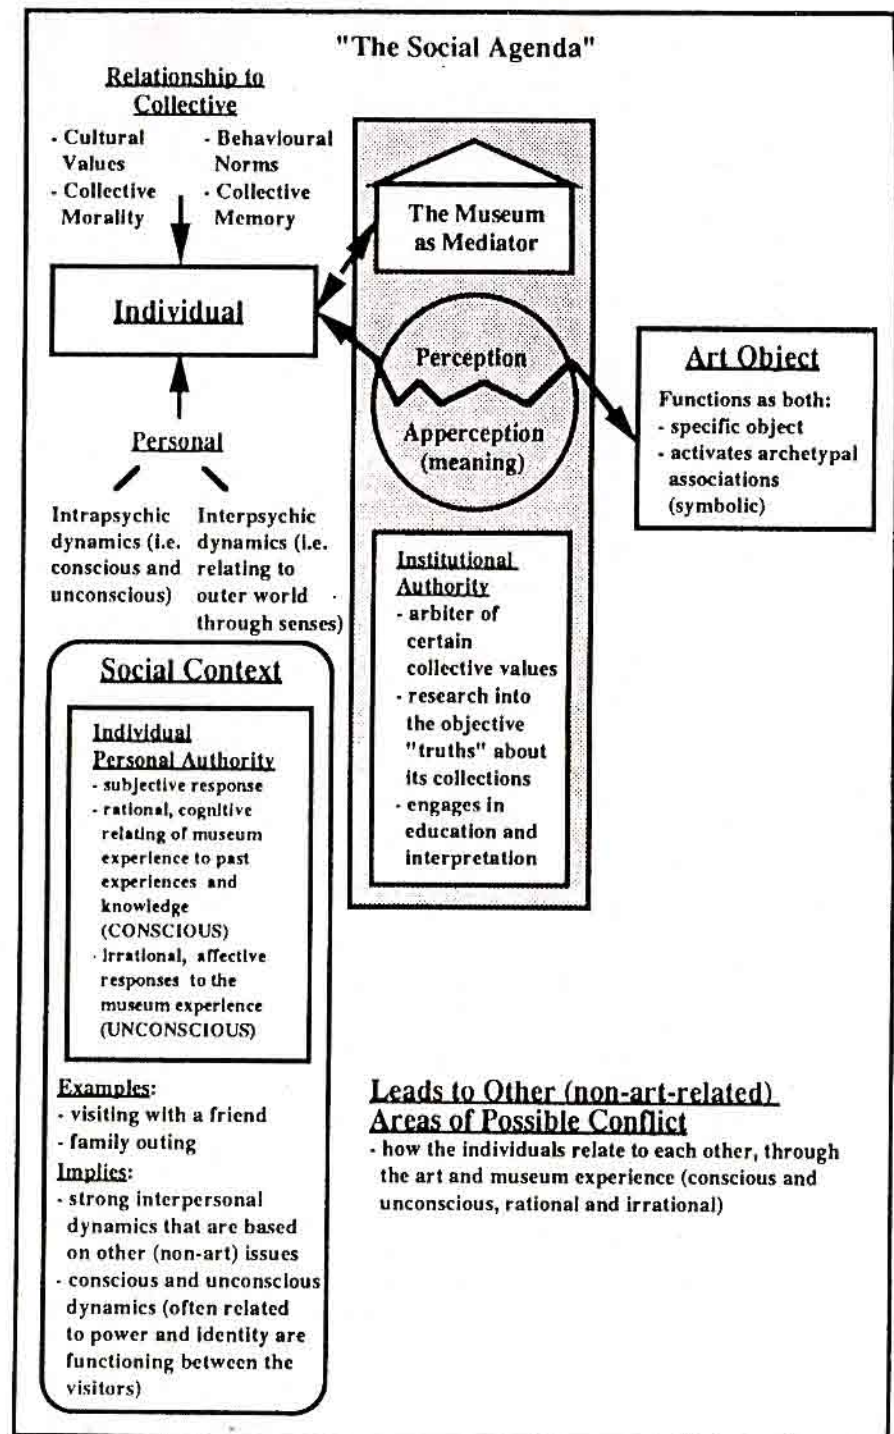 "The Social Agenda"
Relationship to
Collective
- Cultural
Values
- Collective
Morality
- Behavioural
Norms
- Collective
Memory
Individual
Personal
Intrapsychic
dynamics (i.e.
conscious and
unconscious)
Interpsychic
dynamics (i.e.
relating to
outer world
through senses)
The Museum
as Mediator
Perception
Apperception
(meaning)
Institutional
Authority
- arbiter of
certain
collective values
- research into
the objective
"truths" about
its collections
- engages in
education and
interpretation
Art Object
Functions as both:
- specific object
- activates archetypal
associations
(symbolic)
Social Context
Individual
Personal Authority
- subjective response
- rational, cognitive
relating of museum
experience to past
experiences and
knowledge
(CONSCIOUS)
- irrational, affective
responses to the
museum experience
(UNCONSCIOUS)
Examples:
- visiting with a friend
- family outing
Implies:
- strong interpersonal
dynamics that are based
on other (non-art) issues
- conscious and unconscious
dynamics (often related
to power and identity are
functioning between the
visitors)
Leads to Other (non-art-related)
Areas of Possible Conflict
- how the individuals relate to each other, through
the art and museum experience (conscious and
unconscious, rational and irrational)